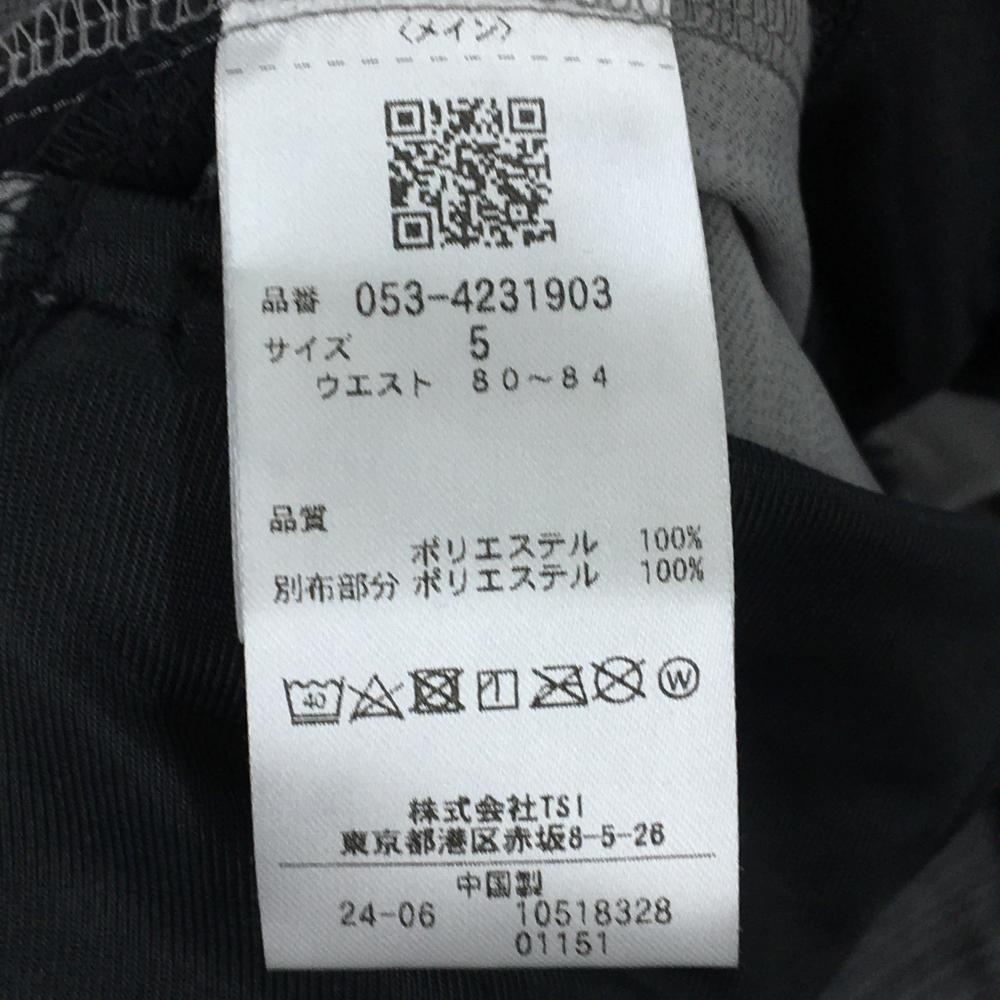 〈メイン〉
品番 053-4231903
サイズ 5
ウエスト 80～84
品質
ポリエステル 100%
別布部分 ポリエステル 100%
40
W
株式会社TSI
東京都港区赤坂8-5-26
中国製
24-06 10518328
01151